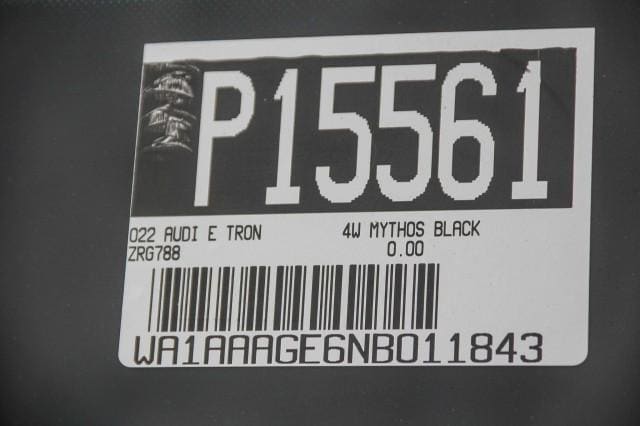 P15561
022 AUDI E TRON 4W MYTHOS BLACK
ZRG788 0.00
WA1AAAGE6NB011843